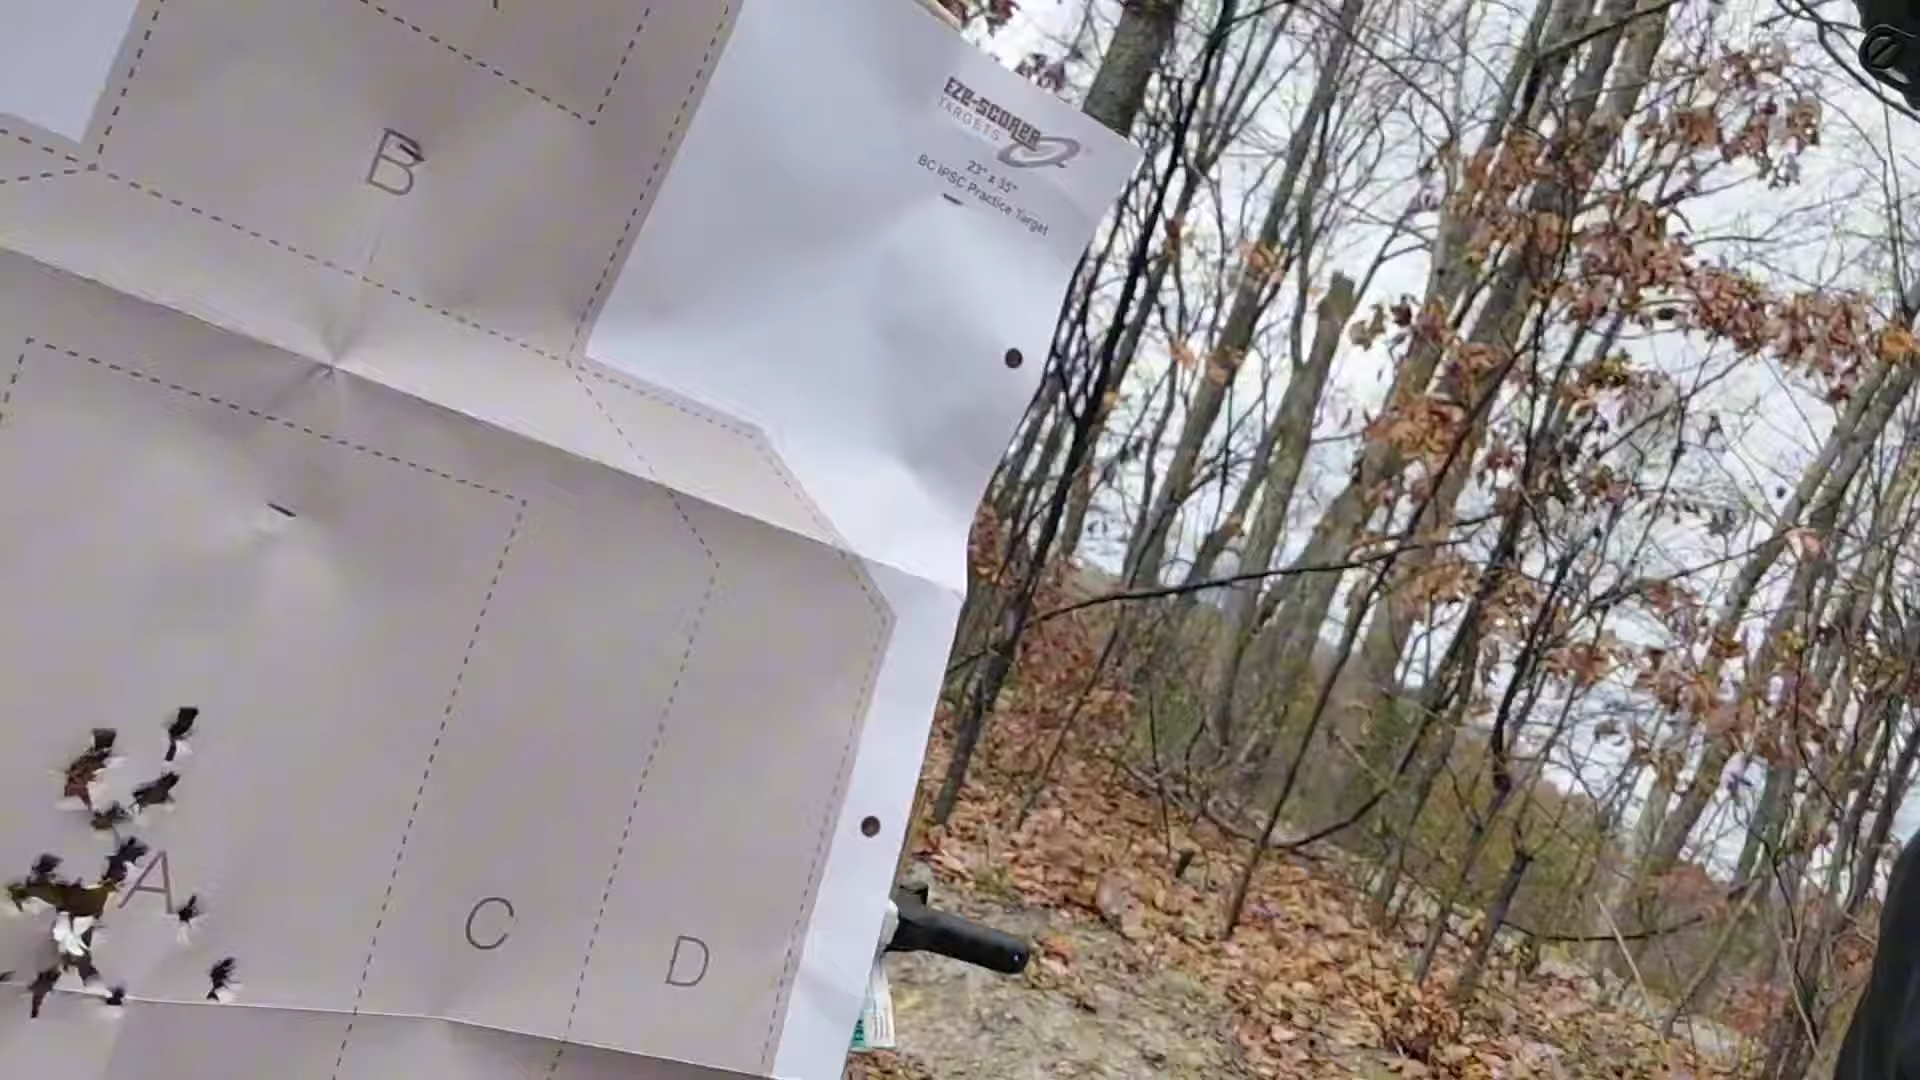 EZE-SCORER
TARGETS
23" x 35"
BC IPSC Practice Target
B
A
C
D